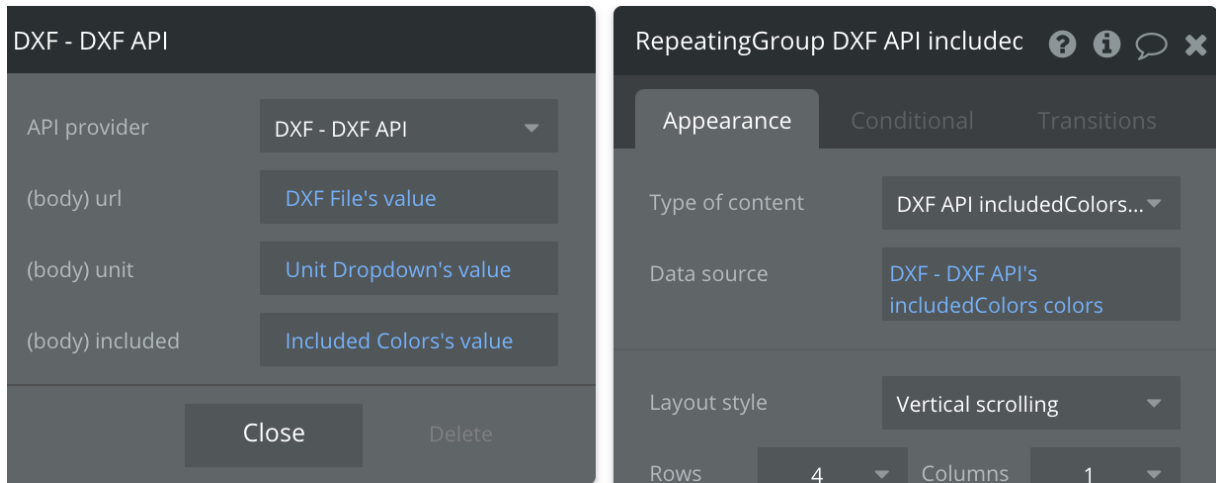 DXF - DXF API
API provider
DXF - DXF API
(body) url
DXF File's value
(body) unit
Unit Dropdown's value
(body) included
Included Colors's value
Close
Delete
RepeatingGroup DXF API includec
Appearance
Conditional
Transitions
Type of content
DXF API includedColors...
Data source
DXF - DXF API's
includedColors colors
Layout style
Vertical scrolling
Rows
4
Columns
1